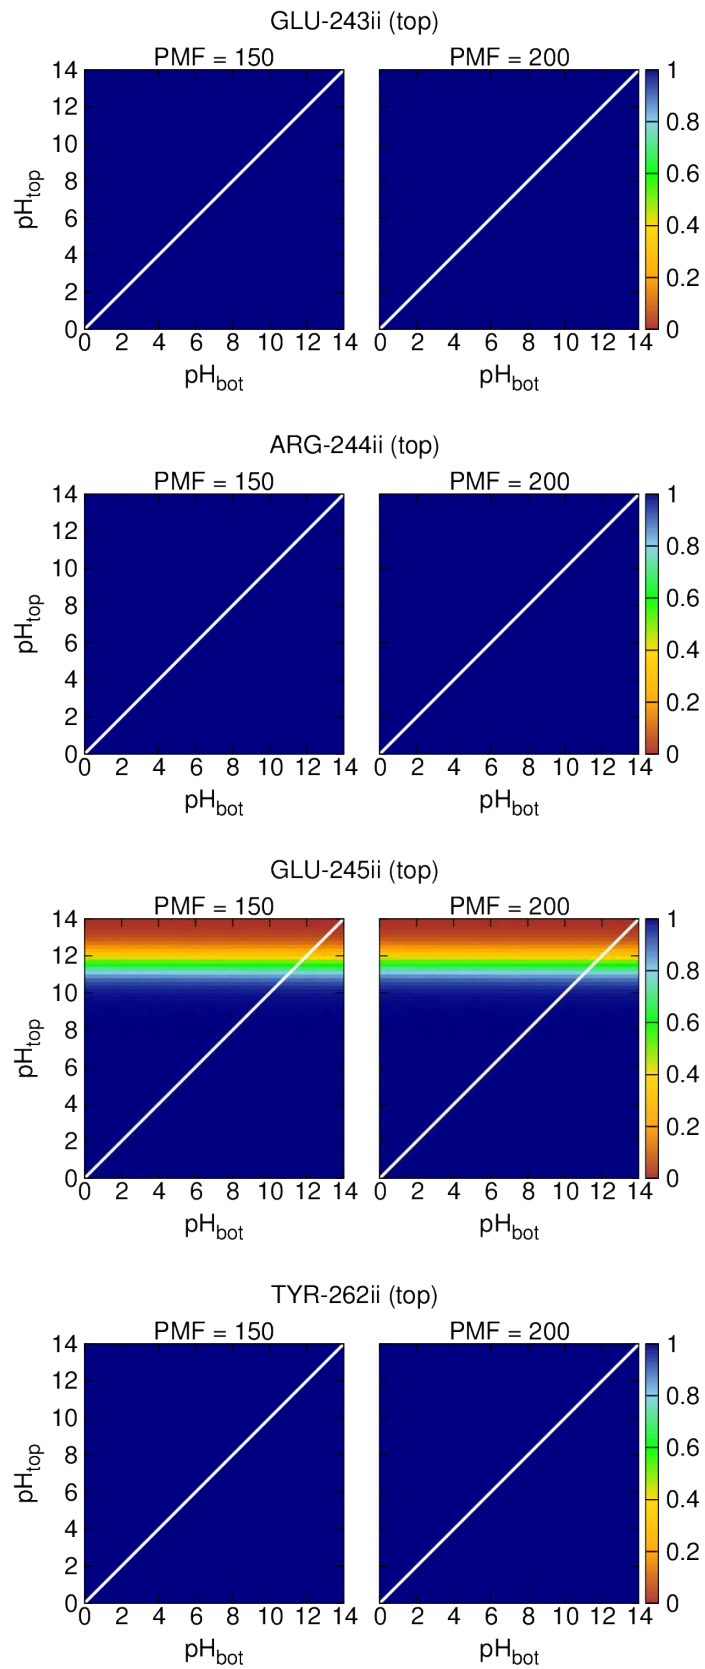 GLU-243ii (top)
PMF = 150 PMF = 200
14 12 10 8 6 4 2 0
pHtop
0 2 4 6 8 10 12 14 0 2 4 6 8 10 12 14
pHbot pHbot
1 0.8 0.6 0.4 0.2 0
ARG-244ii (top)
PMF = 150 PMF = 200
14 12 10 8 6 4 2 0
pHtop
0 2 4 6 8 10 12 14 0 2 4 6 8 10 12 14
pHbot pHbot
1 0.8 0.6 0.4 0.2 0
GLU-245ii (top)
PMF = 150 PMF = 200
14 12 10 8 6 4 2 0
pHtop
0 2 4 6 8 10 12 14 0 2 4 6 8 10 12 14
pHbot pHbot
1 0.8 0.6 0.4 0.2 0
TYR-262ii (top)
PMF = 150 PMF = 200
14 12 10 8 6 4 2 0
pHtop
0 2 4 6 8 10 12 14 0 2 4 6 8 10 12 14
pHbot pHbot
1 0.8 0.6 0.4 0.2 0